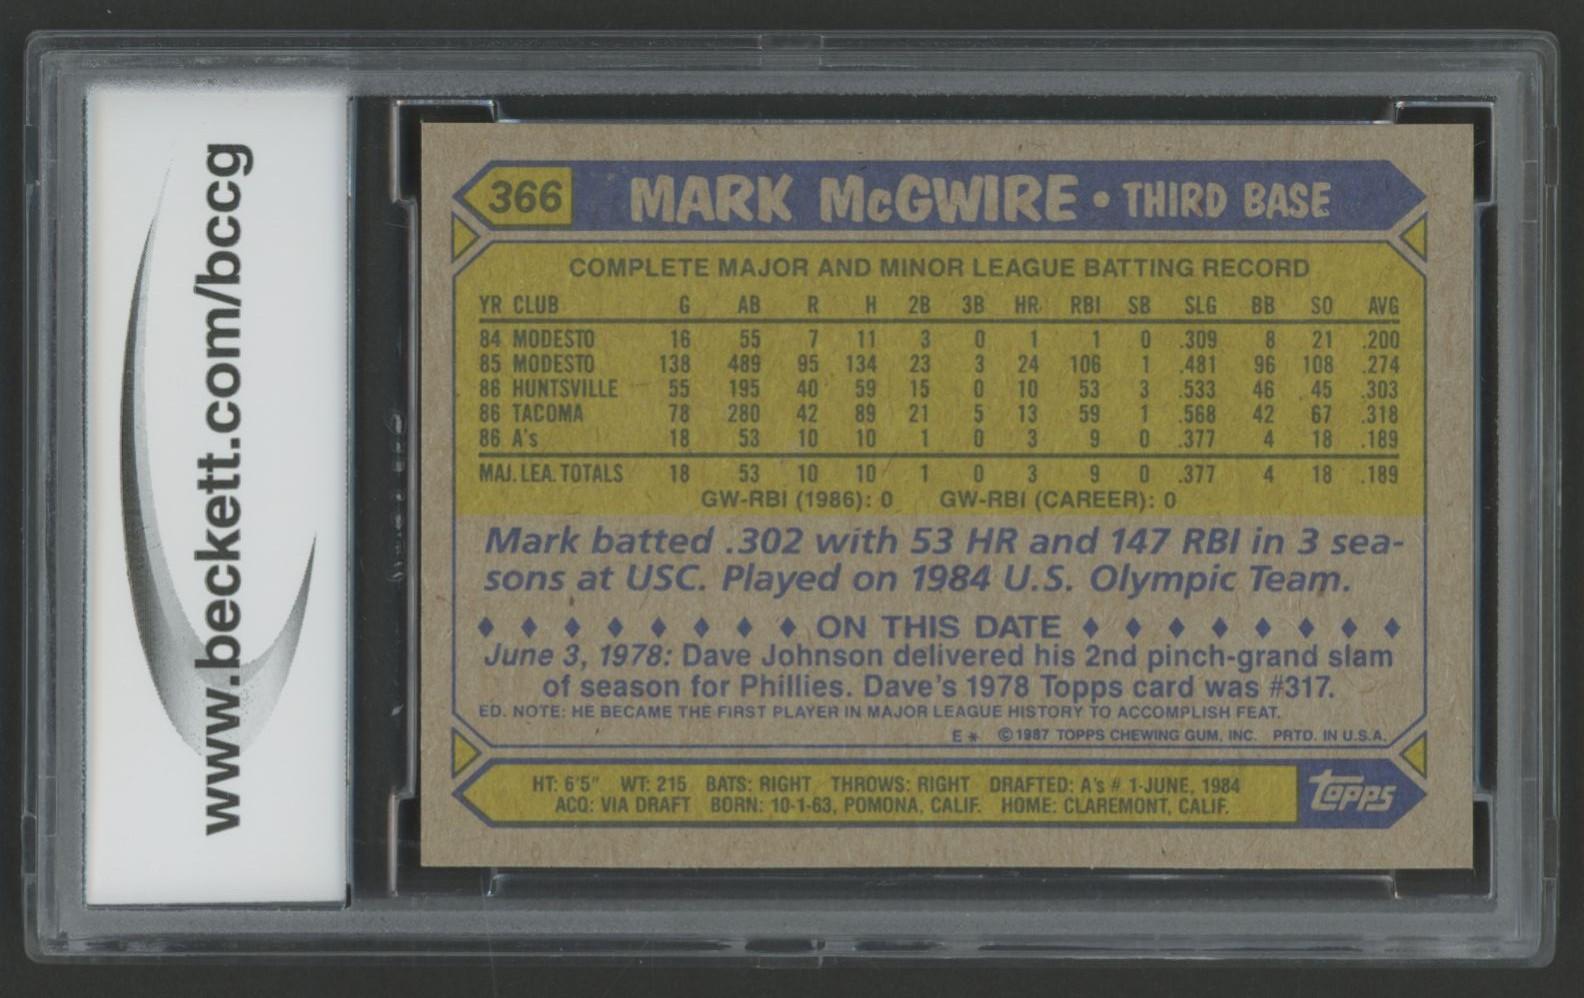 www.beckett.com/bccg
366 MARK McGWIRE • THIRD BASE
COMPLETE MAJOR AND MINOR LEAGUE BATTING RECORD
YR CLUB G AB R H 2B 3B HR RBI SB SLG BB SO AVG
84 MODESTO 16 55 7 11 3 0 1 1 0 .309 8 21 .200
85 MODESTO 138 489 95 134 23 3 24 106 1 .481 96 108 .274
86 HUNTSVILLE 55 195 40 59 15 0 10 53 3 .533 46 45 .303
86 TACOMA 78 280 42 89 21 5 13 59 1 .568 42 67 .318
86 A's 18 53 10 10 1 0 3 9 0 .377 4 18 .189
MAJ. LEA. TOTALS 18 53 10 10 1 0 3 9 0 .377 4 18 .189
GW-RBI (1986): 0 GW-RBI (CAREER): 0
Mark batted .302 with 53 HR and 147 RBI in 3 sea-
sons at USC. Played on 1984 U.S. Olympic Team.
♦ ♦ ♦ ♦ ♦ ♦ ♦ ♦ ON THIS DATE ♦ ♦ ♦ ♦ ♦ ♦ ♦ ♦
June 3, 1978: Dave Johnson delivered his 2nd pinch-grand slam
of season for Phillies. Dave's 1978 Topps card was #317.
ED. NOTE: HE BECAME THE FIRST PLAYER IN MAJOR LEAGUE HISTORY TO ACCOMPLISH FEAT.
E* ©1987 TOPPS CHEWING GUM, INC. PRTD. IN U.S.A.
HT: 6'5" WT: 215 BATS: RIGHT THROWS: RIGHT DRAFTED: A's # 1-JUNE, 1984
ACQ: VIA DRAFT BORN: 10-1-63, POMONA, CALIF. HOME: CLAREMONT, CALIF.
topps